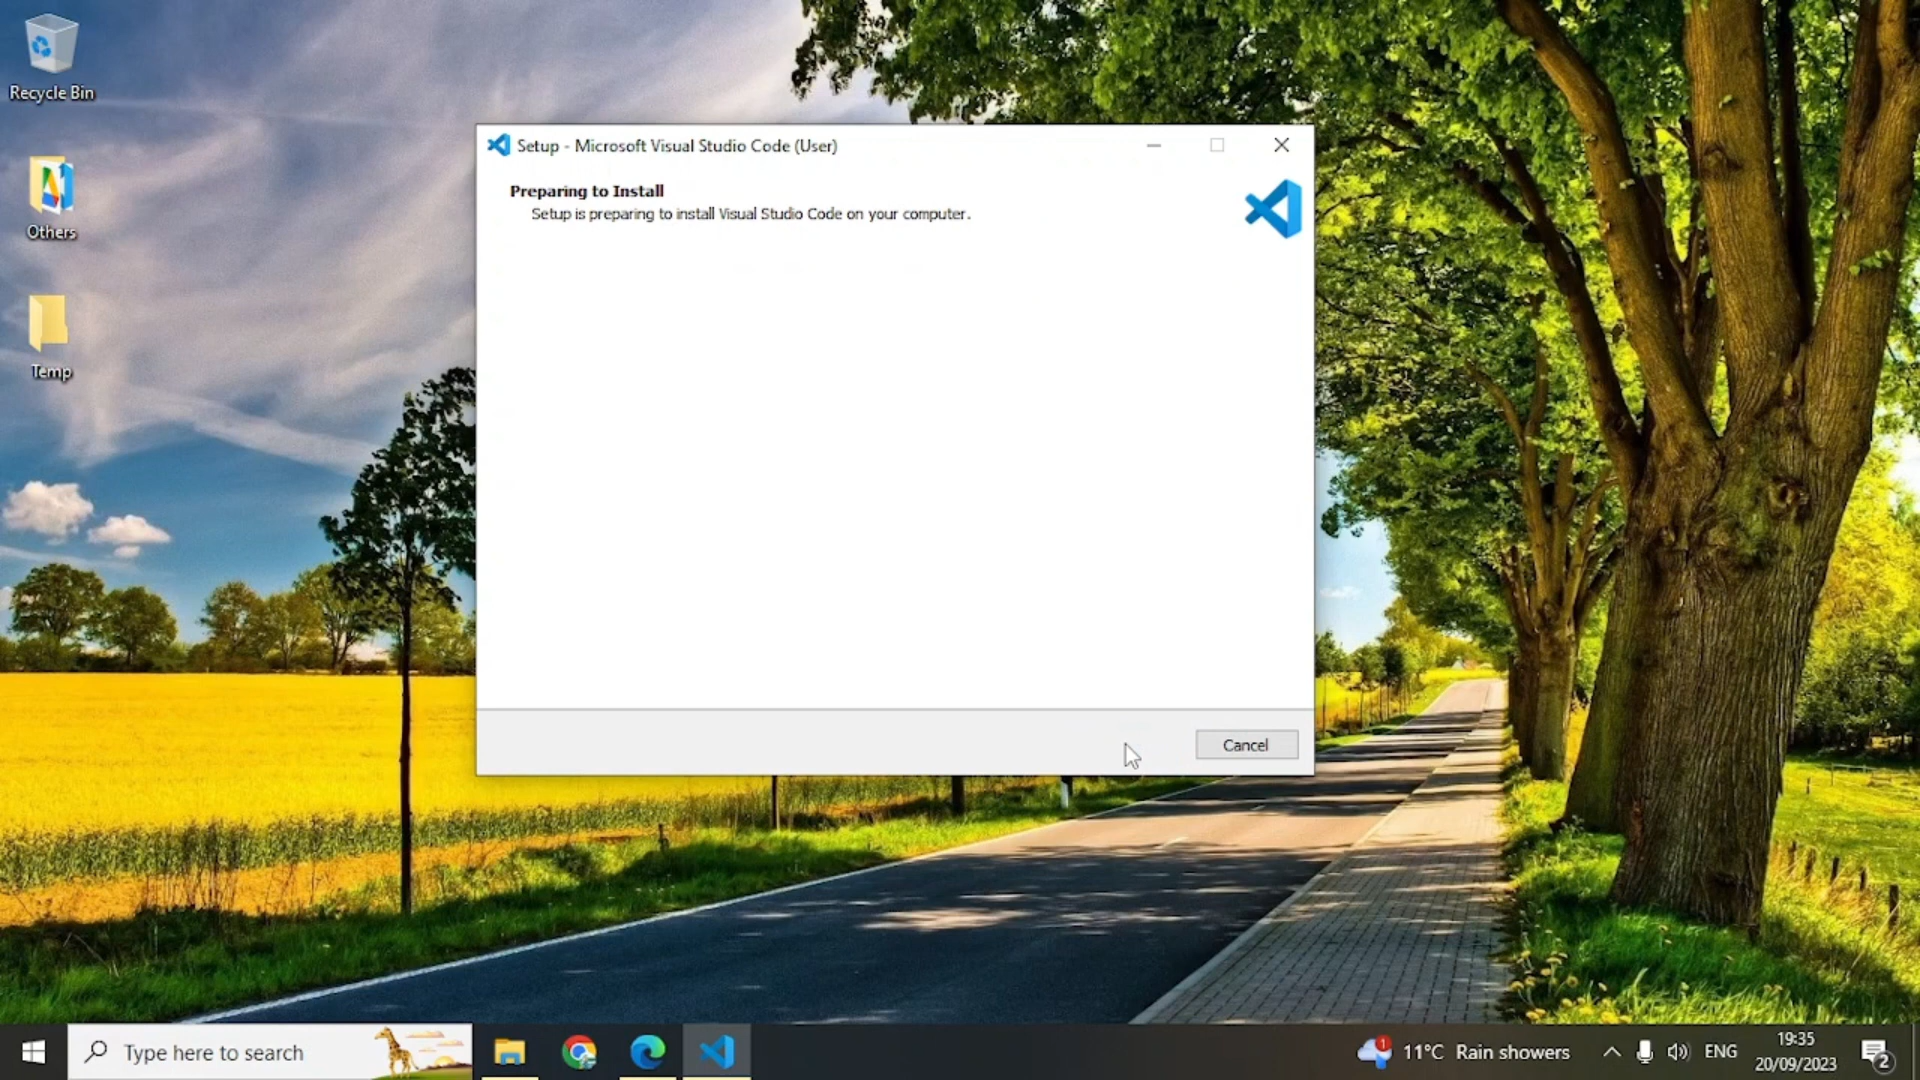 Recycle Bin
Others
Temp
Setup - Microsoft Visual Studio Code (User)
Preparing to Install
Setup is preparing to install Visual Studio Code on your computer.
Cancel
Type here to search
1
11°C Rain showers
ENG
19:35
20/09/2023
2